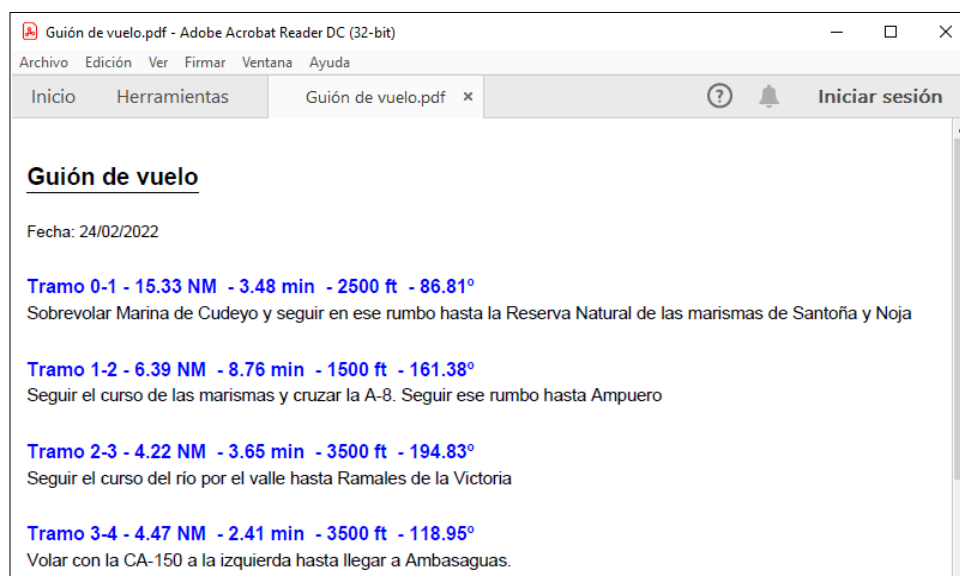 Guión de vuelo.pdf - Adobe Acrobat Reader DC (32-bit)
Archivo Edición Ver Firmar Ventana Ayuda
Inicio Herramientas Guión de vuelo.pdf × Iniciar sesión
Guión de vuelo
Fecha: 24/02/2022
Tramo 0-1 - 15.33 NM - 3.48 min - 2500 ft - 86.81º
Sobrevolar Marina de Cudeyo y seguir en ese rumbo hasta la Reserva Natural de las marismas de Santoña y Noja
Tramo 1-2 - 6.39 NM - 8.76 min - 1500 ft - 161.38º
Seguir el curso de las marismas y cruzar la A-8. Seguir ese rumbo hasta Ampuero
Tramo 2-3 - 4.22 NM - 3.65 min - 3500 ft - 194.83º
Seguir el curso del río por el valle hasta Ramales de la Victoria
Tramo 3-4 - 4.47 NM - 2.41 min - 3500 ft - 118.95º
Volar con la CA-150 a la izquierda hasta llegar a Ambasaguas.